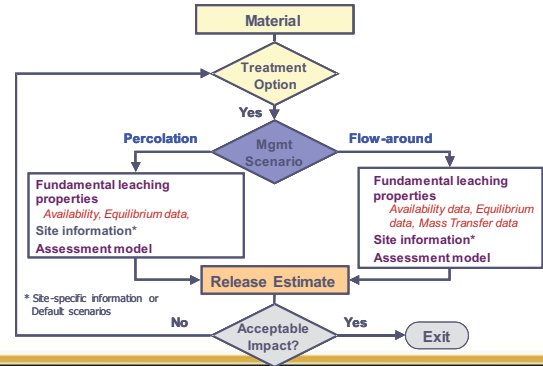 Material
Treatment
Option
Yes
Percolation
Flow-around
Mgmt
Scenario
Fundamental leaching
properties
Availability, Equilibrium data,
Site information*
Assessment model
Fundamental leaching
properties
Availability data, Equilibrium
data, Mass Transfer data
Site information*
Assessment model
Release Estimate
* Site-specific information or
Default scenarios
No
Yes
Acceptable
Impact?
Exit